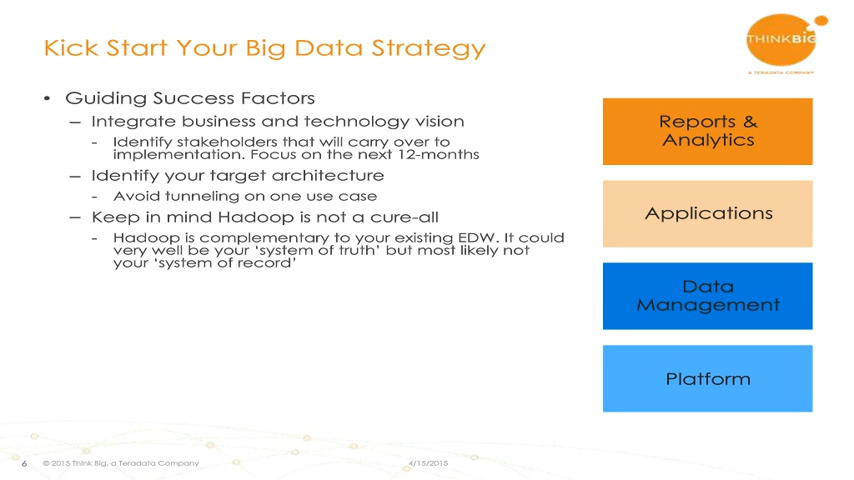 Kick Start Your Big Data Strategy
THINKBIG
A TERADATA COMPANY
• Guiding Success Factors
– Integrate business and technology vision
- Identify stakeholders that will carry over to
implementation. Focus on the next 12-months
– Identify your target architecture
- Avoid tunneling on one use case
– Keep in mind Hadoop is not a cure-all
- Hadoop is complementary to your existing EDW. It could
very well be your ‘system of truth’ but most likely not
your ‘system of record’
Reports &
Analytics
Applications
Data
Management
Platform
6 © 2015 Think Big, a Teradata Company 4/15/2015